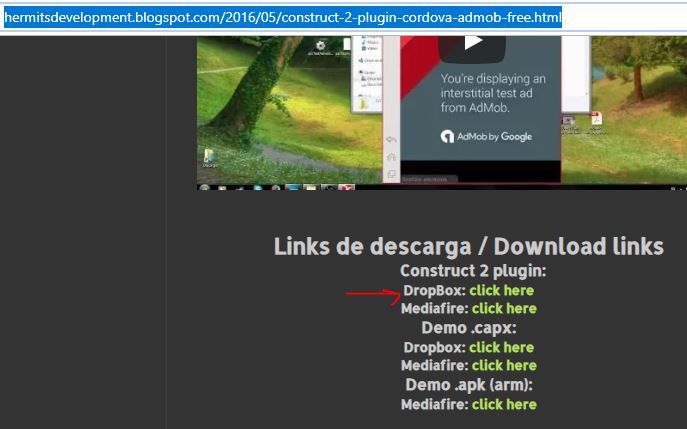 hermitsdevelopment.blogspot.com/2016/05/construct-2-plugin-cordova-admob-free.html
You're displaying an
interstitial test ad
from AdMob.
AdMob by Google
Links de descarga / Download links
Construct 2 plugin:
DropBox: click here
Mediafire: click here
Demo .capx:
Dropbox: click here
Mediafire: click here
Demo .apk (arm):
Mediafire: click here